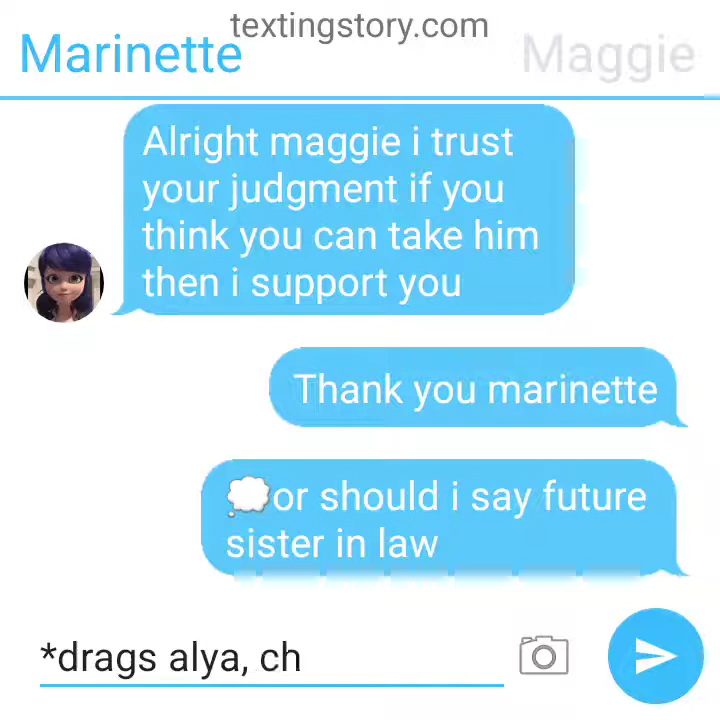 textingstory.com
Marinette Maggie
Alright maggie i trust
your judgment if you
think you can take him
then i support you
Thank you marinette
💭or should i say future
sister in law
*drags alya, ch